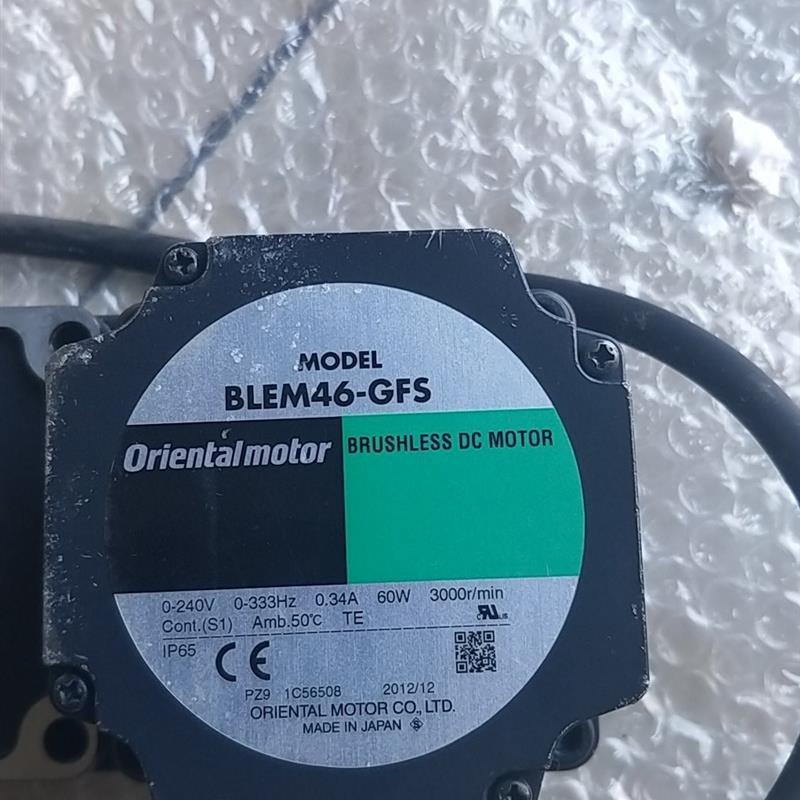 MODEL
BLEM46-GFS
Orientalmotor
BRUSHLESS DC MOTOR
0-240V 0-333Hz 0.34A 60W 3000r/min
Cont.(S1) Amb.50℃ TE
IP65 CE
PZ9 1C56508 2012/12
ORIENTAL MOTOR CO., LTD.
MADE IN JAPAN Ⓢ